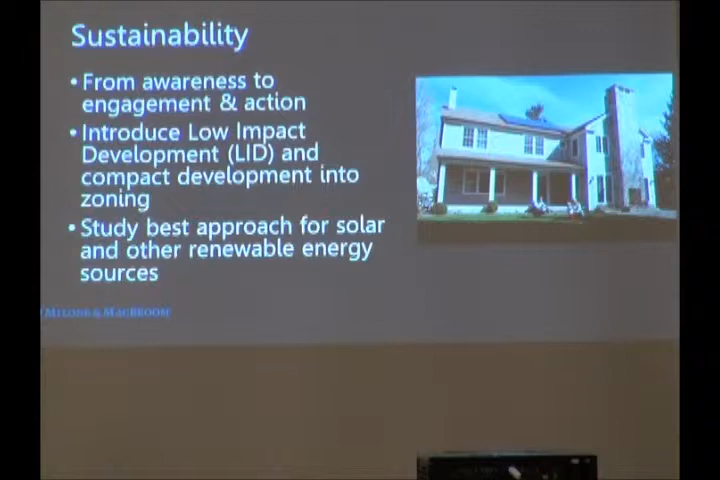 Sustainability
• From awareness to
engagement & action
• Introduce Low Impact
Development (LID) and
compact development into
zoning
• Study best approach for solar
and other renewable energy
sources
MILONE & MACBROOM